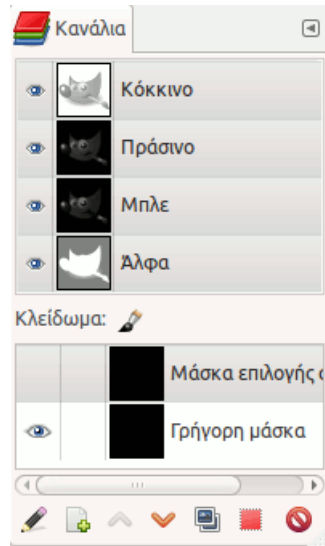 Κανάλια
Κόκκινο
Πράσινο
Μπλε
Άλφα
Κλείδωμα:
Μάσκα επιλογής
Γρήγορη μάσκα